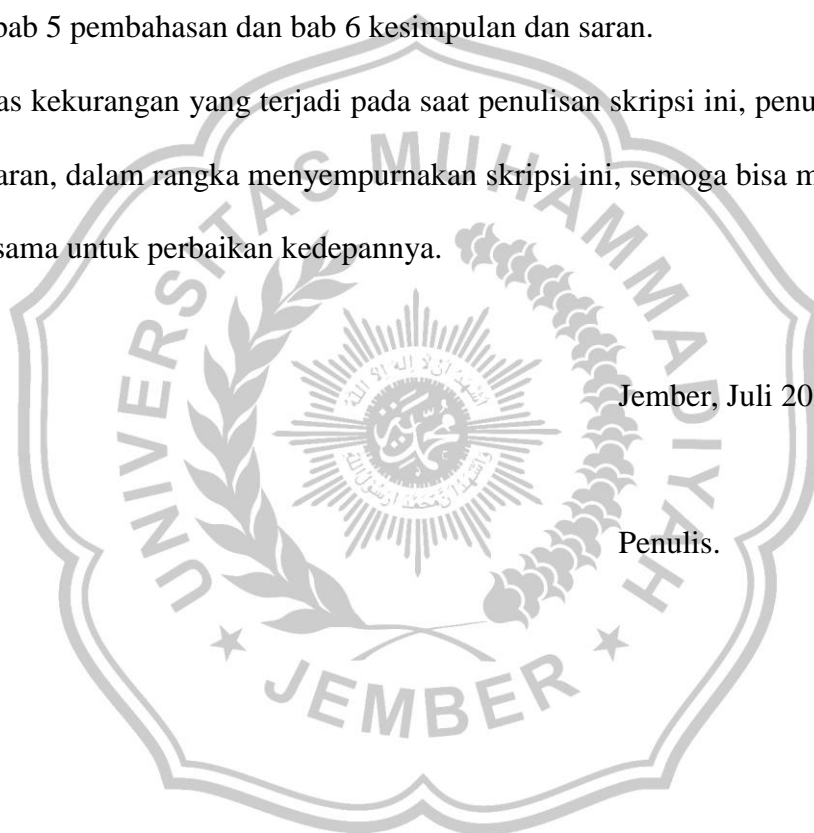 bab 5 pembahasan dan bab 6 kesimpulan dan saran.
as kekurangan yang terjadi pada saat penulisan skripsi ini, penu
aran, dalam rangka menyempurnakan skripsi ini, semoga bisa m
sama untuk perbaikan kedepannya.
Jember, Juli 20
Penulis.
UNIVERSITAS MUHAMMADIYAH
JEMBER